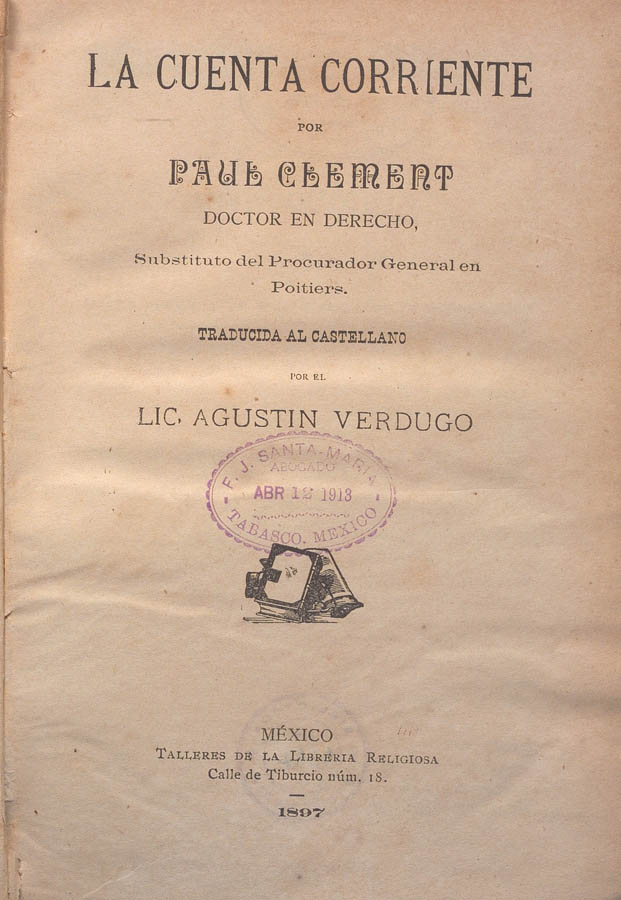 LA CUENTA CORRIENTE
POR
PAUL CLEMENT
DOCTOR EN DERECHO,
Substituto del Procurador General en
Poitiers.
TRADUCIDA AL CASTELLANO
POR EL
LIC. AGUSTIN VERDUGO
F. J. SANTA-MARIA
ABOGADO
ABR 12 1913
TABASCO, MEXICO
MÉXICO
TALLERES DE LA LIBRERIA RELIGIOSA
Calle de Tiburcio núm. 18.
1897